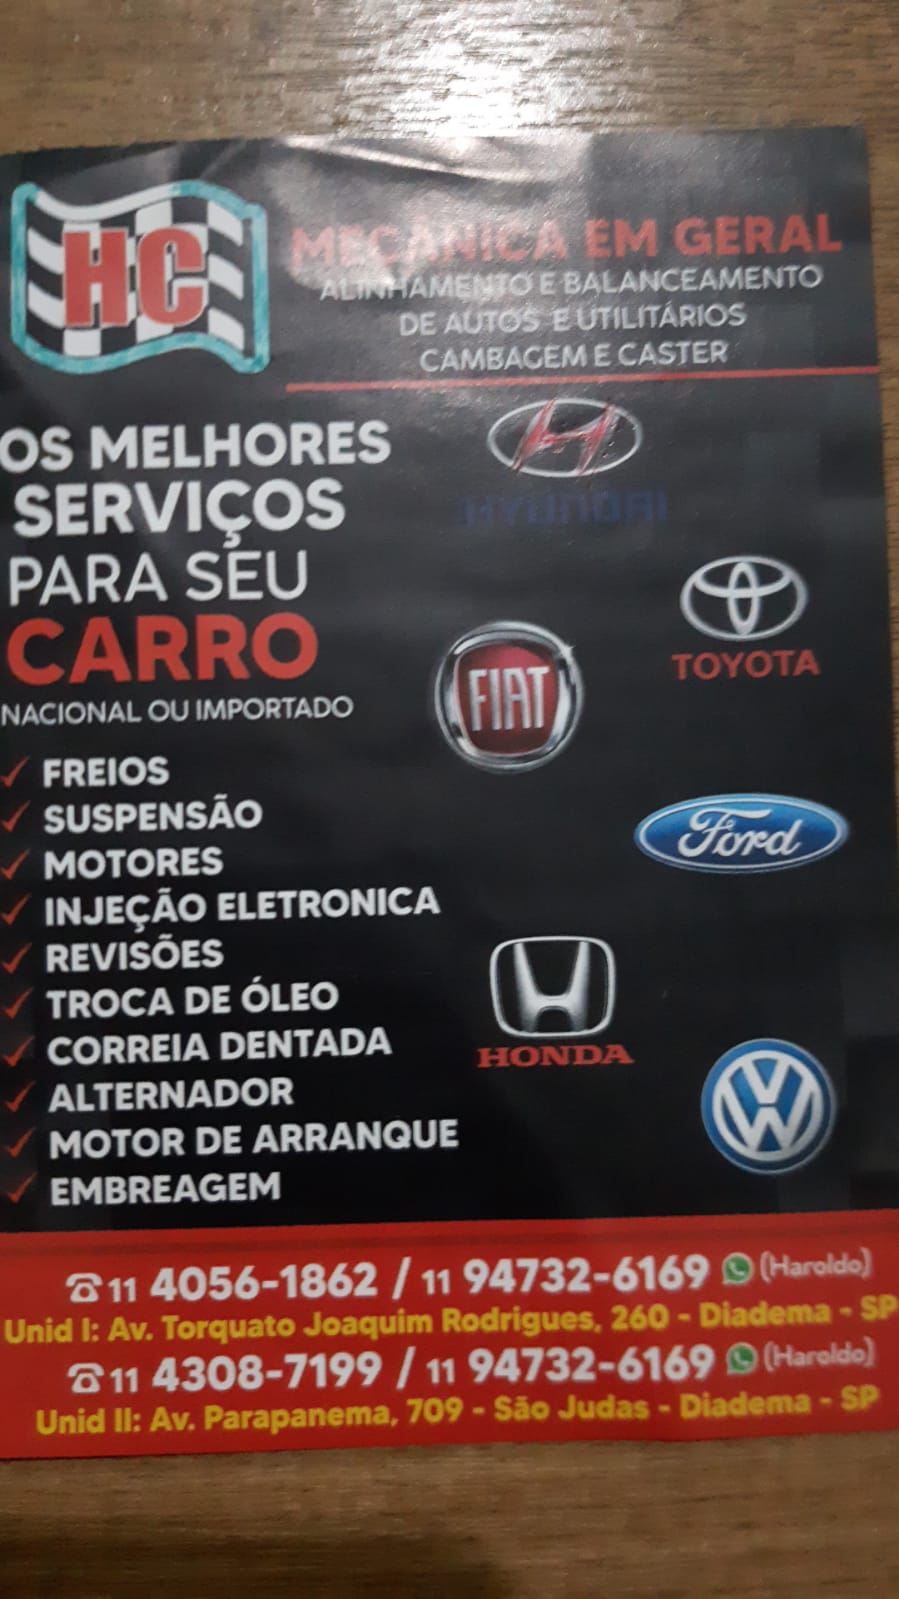 HC
MECÂNICA EM GERAL
ALINHAMENTO E BALANCEAMENTO
DE AUTOS E UTILITÁRIOS
CAMBAGEM E CASTER
OS MELHORES
SERVIÇOS
PARA SEU
CARRO
NACIONAL OU IMPORTADO
HYUNDAI
TOYOTA
FIAT
Ford
HONDA
VW
FREIOS
SUSPENSÃO
MOTORES
INJEÇÃO ELETRONICA
REVISÕES
TROCA DE ÓLEO
CORREIA DENTADA
ALTERNADOR
MOTOR DE ARRANQUE
EMBREAGEM
11 4056-1862 / 11 94732-6169 (Haroldo)
Unid I: Av. Torquato Joaquim Rodrigues, 260 - Diadema - SP
11 4308-7199 / 11 94732-6169 (Haroldo)
Unid II: Av. Parapanema, 709 - São Judas - Diadema - SP